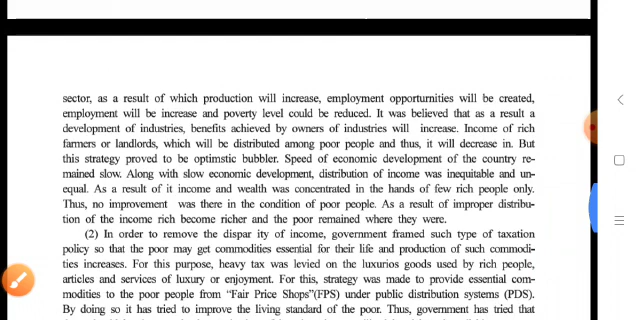 sector, as a result of which production will increase, employment opporturnities will be created,
employment will be increase and poverty level could be reduced. It was believed that as a result a
development of industries, benefits achieved by owners of industries will increase. Income of rich
farmers or landlords, which will be distributed among poor people and thus, it will decrease in. But
this strategy proved to be optimstic bubbler. Speed of economic development of the country re-
mained slow. Along with slow economic development, distribution of income was inequitable and un-
equal. As a result of it income and wealth was concentrated in the hands of few rich people only.
Thus, no improvement was there in the condition of poor people. As a result of improper distribu-
tion of the income rich become richer and the poor remained where they were.
(2) In order to remove the dispar ity of income, government framed such type of taxation
policy so that the poor may get commodities essential for their life and production of such commodi-
ties increases. For this purpose, heavy tax was levied on the luxurios goods used by rich people,
articles and services of luxury or enjoyment. For this, strategy was made to provide essential com-
modities to the poor people from "Fair Price Shops"(FPS) under public distribution systems (PDS).
By doing so it has tried to improve the living standard of the poor. Thus, government has tried that